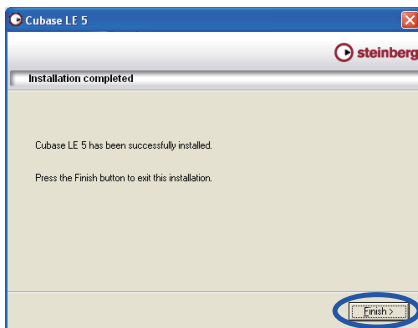 Cubase LE 5
steinberg
Installation completed
Cubase LE 5 has been successfully installed.
Press the Finish button to exit this installation.
Finish >